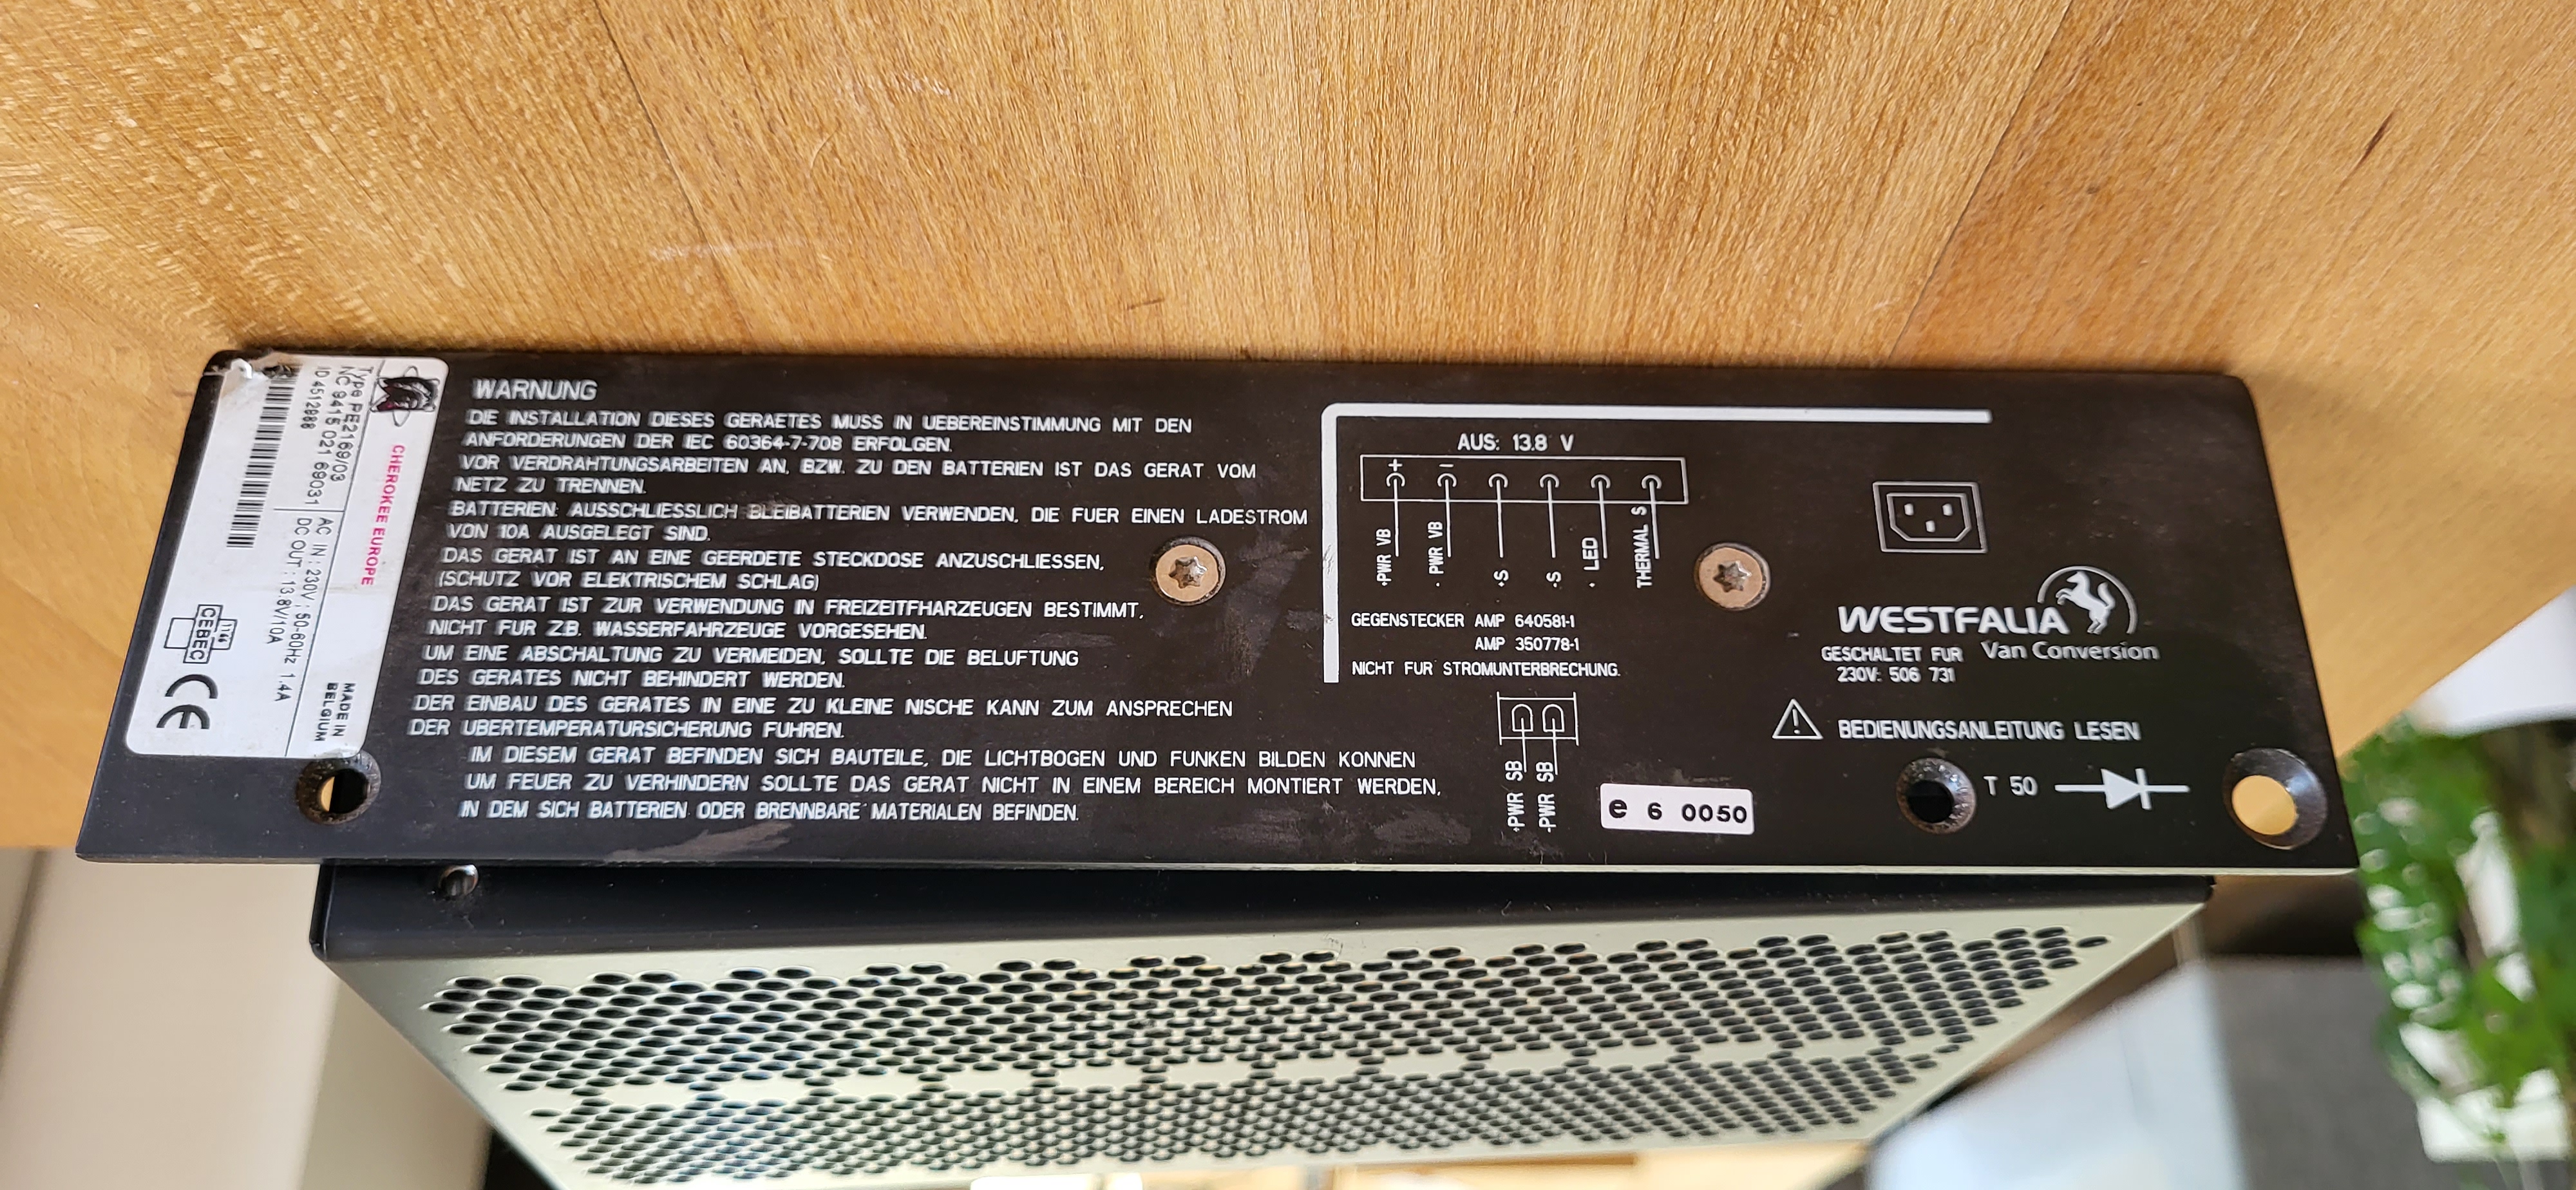 CHEROKEE EUROPE
Type PE2169/03
NC 9415 021 69031
ID 4512988
AC IN : 230V : 50-60Hz 1.4A
DC OUT : 13.8V/10A
MADE IN
BELGIUM
CEBEC
CE
WARNUNG
DIE INSTALLATION DIESES GERAETES MUSS IN UEBEREINSTIMMUNG MIT DEN
ANFORDERUNGEN DER IEC 60364-7-708 ERFOLGEN.
VOR VERDRAHTUNGSARBEITEN AN, BZW. ZU DEN BATTERIEN IST DAS GERAT VOM
NETZ ZU TRENNEN.
BATTERIEN: AUSSCHLIESSLICH BLEIBATTERIEN VERWENDEN, DIE FUER EINEN LADESTROM
VON 10A AUSGELEGT SIND.
DAS GERAT IST AN EINE GEERDETE STECKDOSE ANZUSCHLIESSEN,
(SCHUTZ VOR ELEKTRISCHEM SCHLAG)
DAS GERAT IST ZUR VERWENDUNG IN FREIZEITFHARZEUGEN BESTIMMT,
NICHT FUR Z.B. WASSERFAHRZEUGE VORGESEHEN.
UM EINE ABSCHALTUNG ZU VERMEIDEN, SOLLTE DIE BELUFTUNG
DES GERATES NICHT BEHINDERT WERDEN.
DER EINBAU DES GERATES IN EINE ZU KLEINE NISCHE KANN ZUM ANSPRECHEN
DER UBERTEMPERATURSICHERUNG FUHREN.
IM DIESEM GERAT BEFINDEN SICH BAUTEILE, DIE LICHTBOGEN UND FUNKEN BILDEN KONNEN
UM FEUER ZU VERHINDERN SOLLTE DAS GERAT NICHT IN EINEM BEREICH MONTIERT WERDEN,
IN DEM SICH BATTERIEN ODER BRENNBARE MATERIALEN BEFINDEN.
AUS: 13.8 V
+ −
+PWR VB
- PWR VB
+S
-S
- LED
THERMAL S
GEGENSTECKER AMP 640581-1
AMP 350778-1
NICHT FUR STROMUNTERBRECHUNG.
+PWR SB
-PWR SB
e 6 0050
WESTFALIA
Van Conversion
GESCHALTET FUR
230V: 506 731
BEDIENUNGSANLEITUNG LESEN
T 50